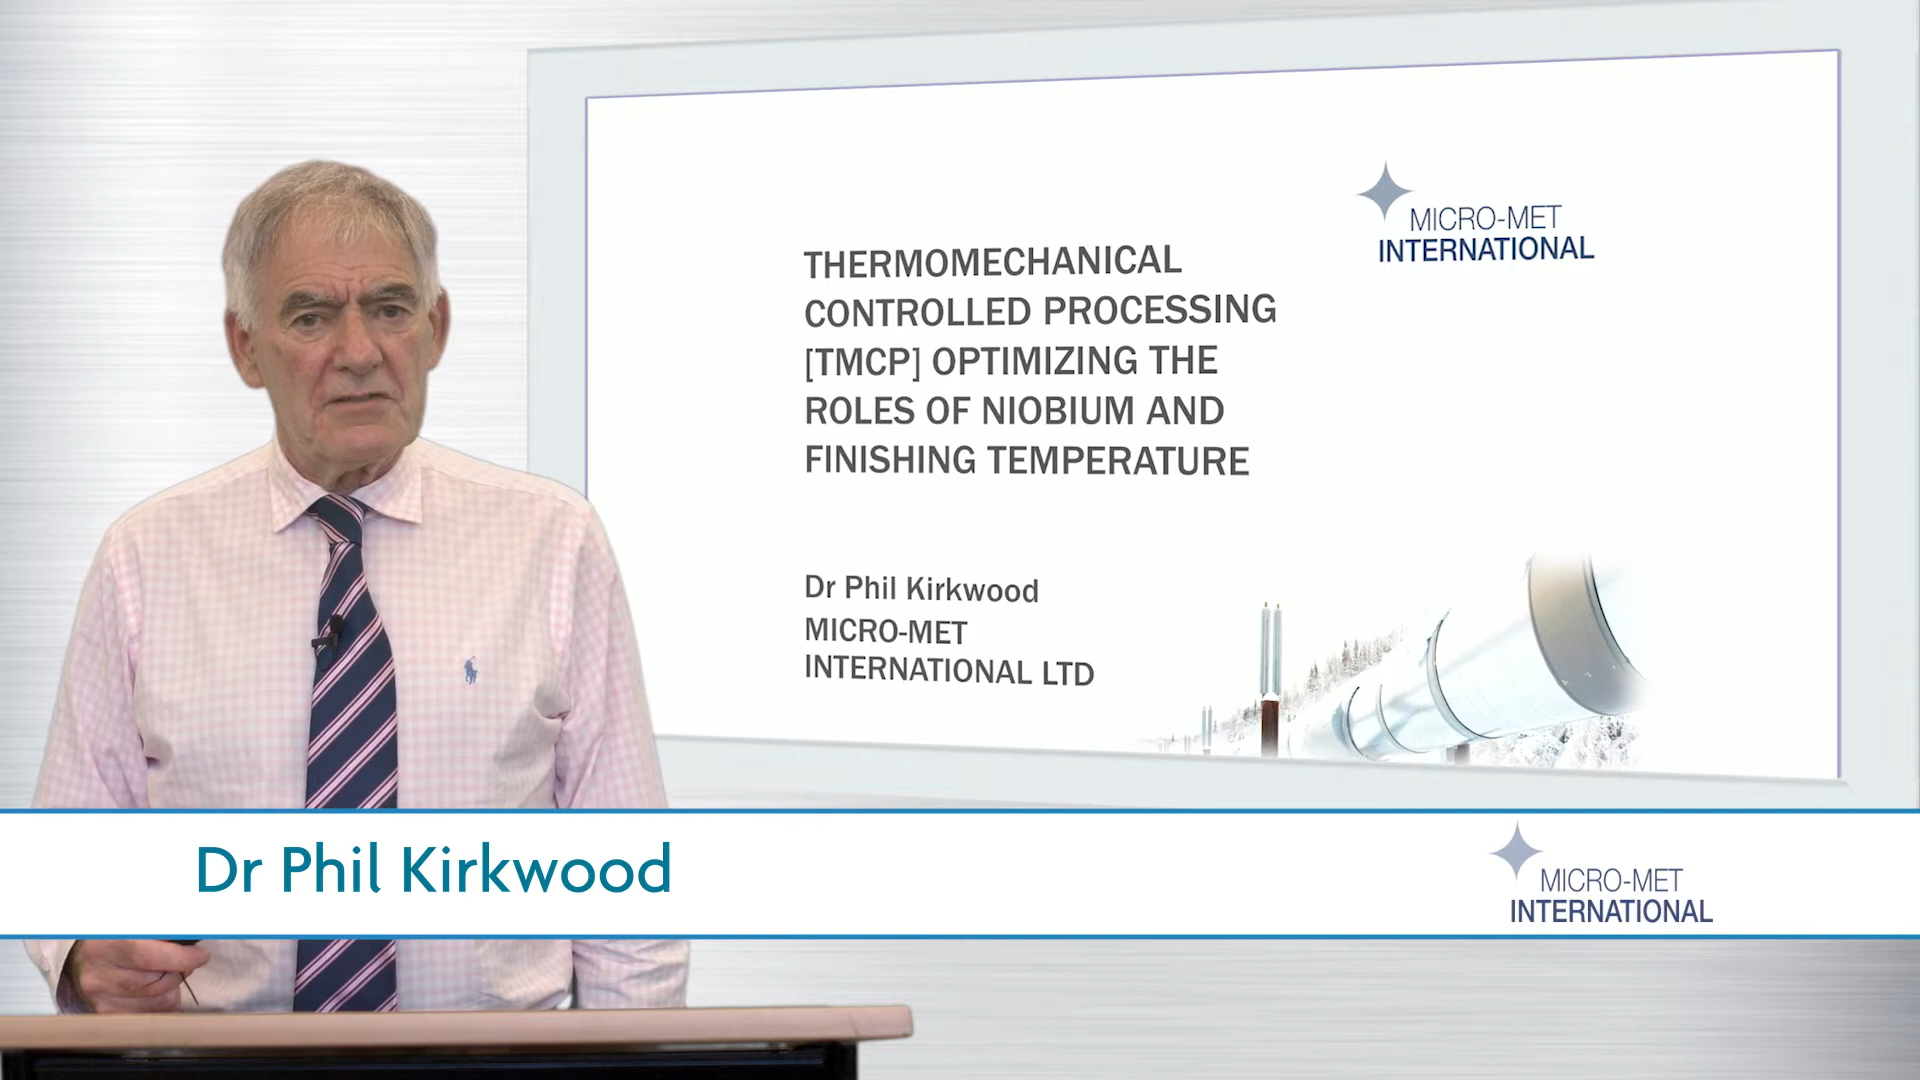 MICRO-MET
INTERNATIONAL
THERMOMECHANICAL
CONTROLLED PROCESSING
[TMCP] OPTIMIZING THE
ROLES OF NIOBIUM AND
FINISHING TEMPERATURE
Dr Phil Kirkwood
MICRO-MET
INTERNATIONAL LTD
Dr Phil Kirkwood
MICRO-MET
INTERNATIONAL